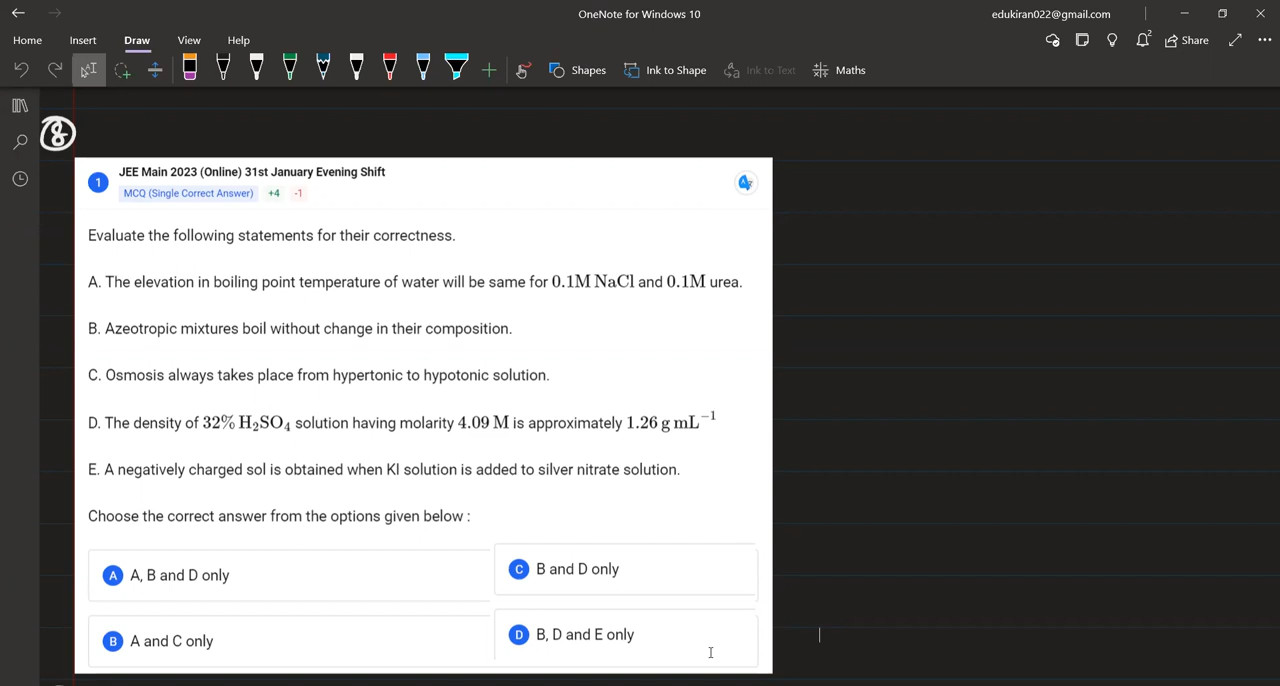 OneNote for Windows 10
edukiran022@gmail.com
Home Insert Draw View Help
Share
Shapes Ink to Shape Ink to Text Maths
8
1 JEE Main 2023 (Online) 31st January Evening Shift
MCQ (Single Correct Answer) +4 -1
Evaluate the following statements for their correctness.
A. The elevation in boiling point temperature of water will be same for 0.1M NaCl and 0.1M urea.
B. Azeotropic mixtures boil without change in their composition.
C. Osmosis always takes place from hypertonic to hypotonic solution.
D. The density of 32% H₂SO₄ solution having molarity 4.09 M is approximately 1.26 g mL⁻¹
E. A negatively charged sol is obtained when KI solution is added to silver nitrate solution.
Choose the correct answer from the options given below :
A A, B and D only
C B and D only
B A and C only
D B, D and E only